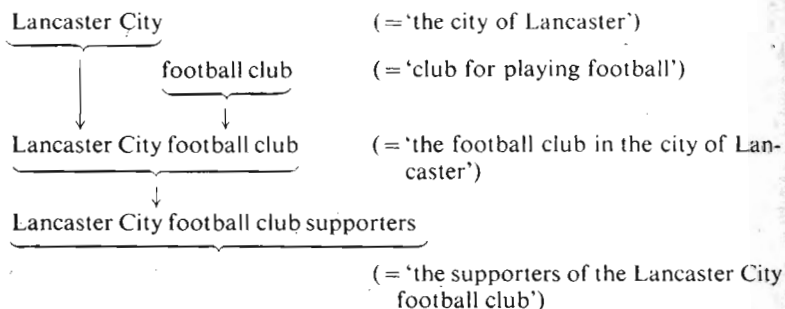 Lancaster City (=‘the city of Lancaster’)
football club (=‘club for playing football’)
Lancaster City football club (=‘the football club in the city of Lan-
caster’)
Lancaster City football club supporters
(=‘the supporters of the Lancaster City
football club’)